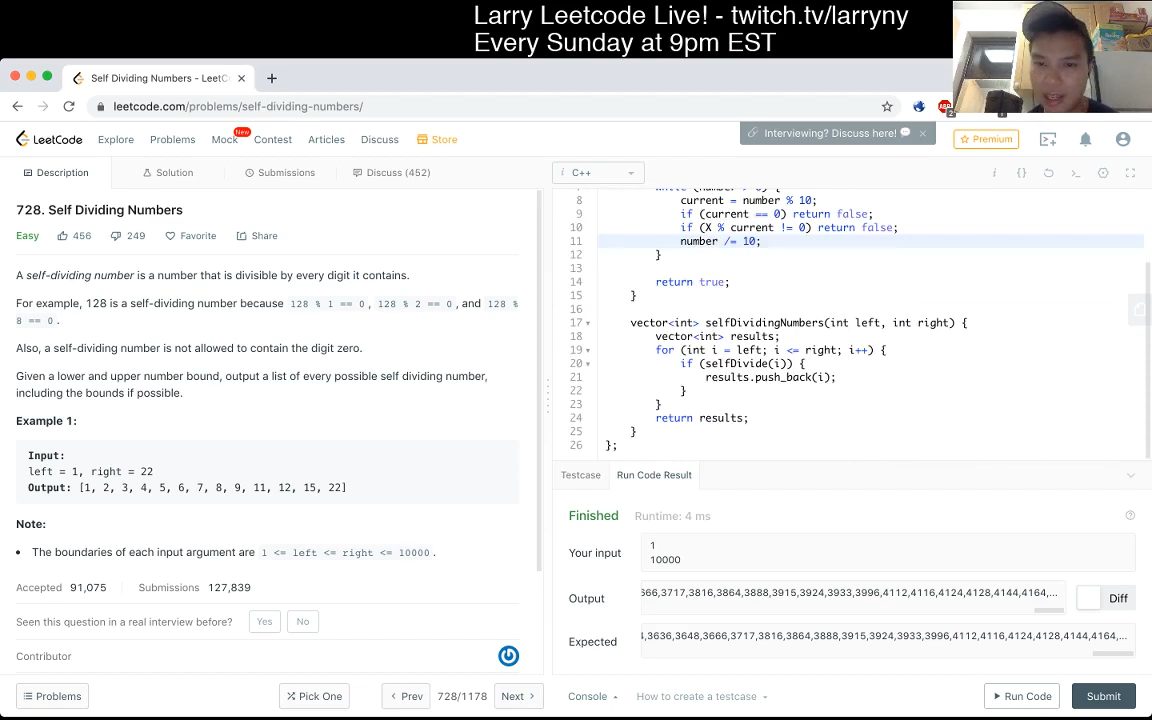 Larry Leetcode Live! - twitch.tv/larryny
Every Sunday at 9pm EST
Self Dividing Numbers - LeetC
leetcode.com/problems/self-dividing-numbers/
LeetCode Explore Problems Mock New Contest Articles Discuss Store
Interviewing? Discuss here!
Premium
Description Solution Submissions Discuss (452)
i C++
728. Self Dividing Numbers
Easy 456 249 Favorite Share
A self-dividing number is a number that is divisible by every digit it contains.
For example, 128 is a self-dividing number because 128 % 1 == 0, 128 % 2 == 0, and 128 %
8 == 0.
Also, a self-dividing number is not allowed to contain the digit zero.
Given a lower and upper number bound, output a list of every possible self dividing number,
including the bounds if possible.
Example 1:
Input:
left = 1, right = 22
Output: [1, 2, 3, 4, 5, 6, 7, 8, 9, 11, 12, 15, 22]
Note:
• The boundaries of each input argument are 1 <= left <= right <= 10000.
Accepted 91,075 Submissions 127,839
Seen this question in a real interview before? Yes No
Contributor
8 current = number % 10;
9 if (current == 0) return false;
10 if (X % current != 0) return false;
11 number /= 10;
12 }
13
14 return true;
15 }
16
17 vector<int> selfDividingNumbers(int left, int right) {
18 vector<int> results;
19 for (int i = left; i <= right; i++) {
20 if (selfDivide(i)) {
21 results.push_back(i);
22 }
23 }
24 return results;
25 }
26 };
Testcase Run Code Result
Finished Runtime: 4 ms
Your input
1
10000
Output
666,3717,3816,3864,3888,3915,3924,3933,3996,4112,4116,4124,4128,4144,4164,...
Diff
Expected
,3636,3648,3666,3717,3816,3864,3888,3915,3924,3933,3996,4112,4116,4124,4128,4144,4164,...
Problems Pick One Prev 728/1178 Next
Console How to create a testcase Run Code Submit